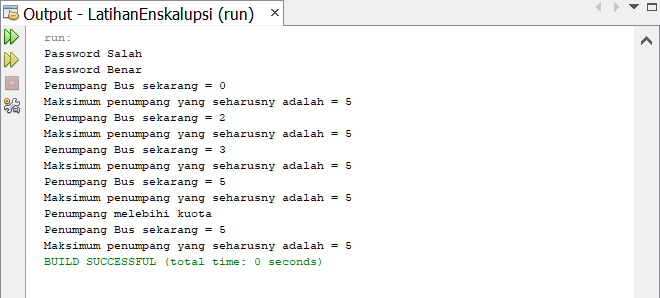 Output - LatihanEnskalupsi (run)
run:
Password Salah
Password Benar
Penumpang Bus sekarang = 0
Maksimum penumpang yang seharusny adalah = 5
Penumpang Bus sekarang = 2
Maksimum penumpang yang seharusny adalah = 5
Penumpang Bus sekarang = 3
Maksimum penumpang yang seharusny adalah = 5
Penumpang Bus sekarang = 5
Maksimum penumpang yang seharusny adalah = 5
Penumpang melebihi kuota
Penumpang Bus sekarang = 5
Maksimum penumpang yang seharusny adalah = 5
BUILD SUCCESSFUL (total time: 0 seconds)